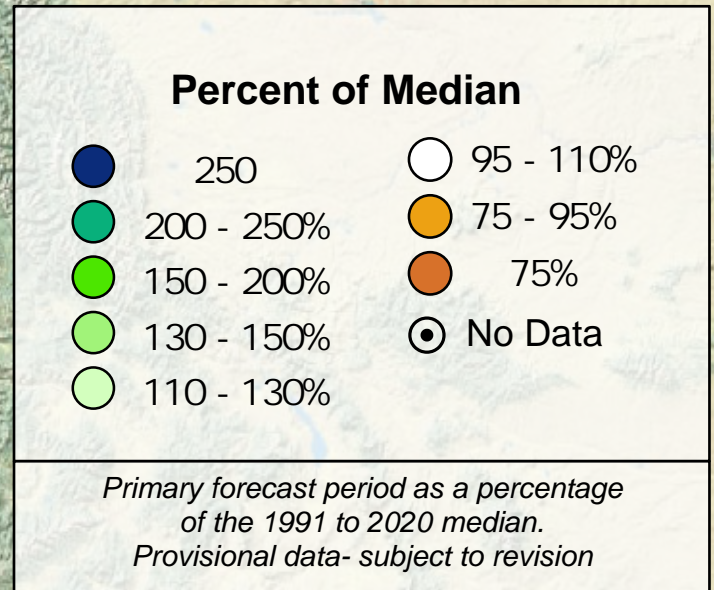 Percent of Median
250
200 - 250%
150 - 200%
130 - 150%
110 - 130%
95 - 110%
75 - 95%
75%
No Data
Primary forecast period as a percentage
of the 1991 to 2020 median.
Provisional data- subject to revision